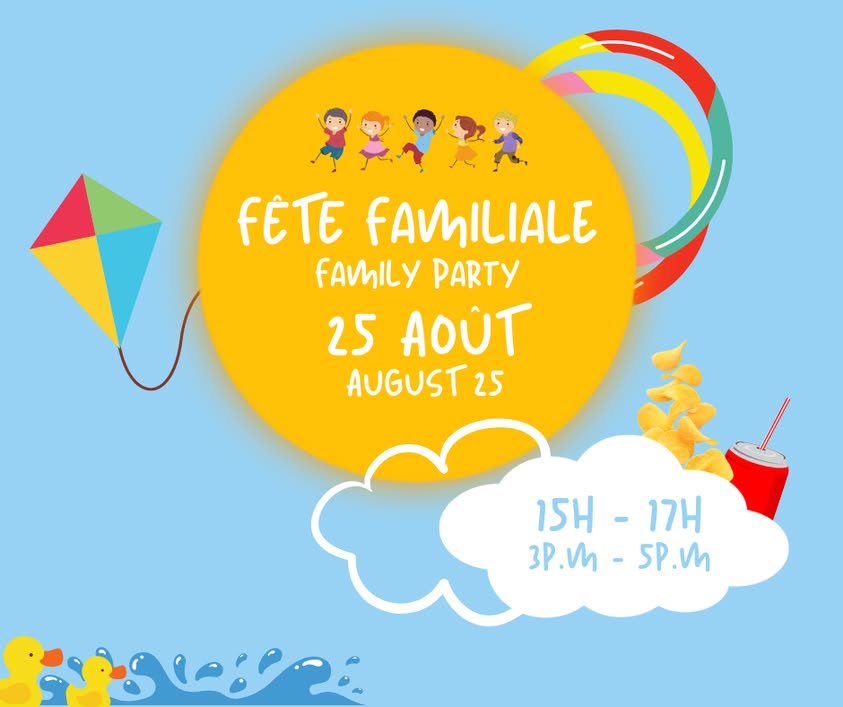 FÊTE FAMILIALE
FAMILY PARTY
25 AOÛT
AUGUST 25
15H - 17H
3P.M - 5P.M